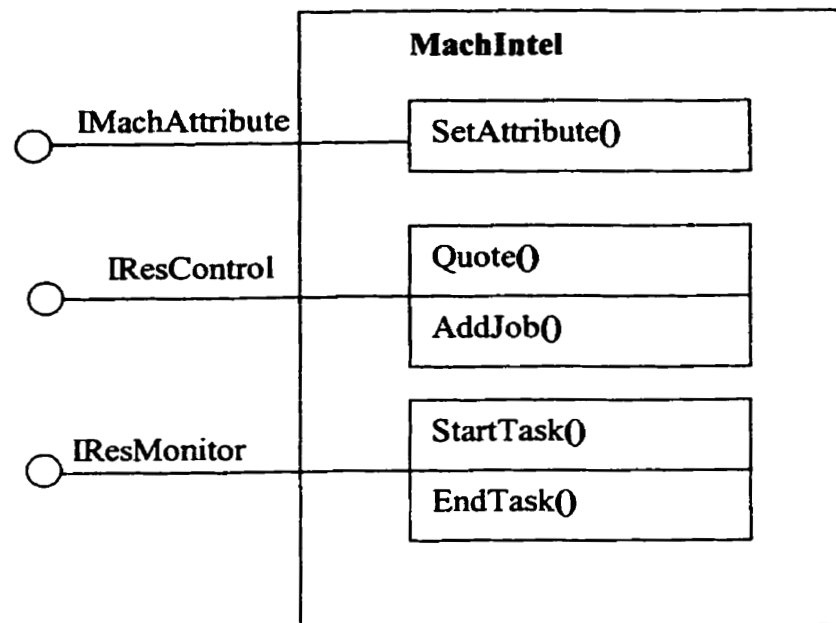 MachIntel
IMachAttribute
SetAttribute()
IResControl
Quote()
AddJob()
IResMonitor
StartTask()
EndTask()